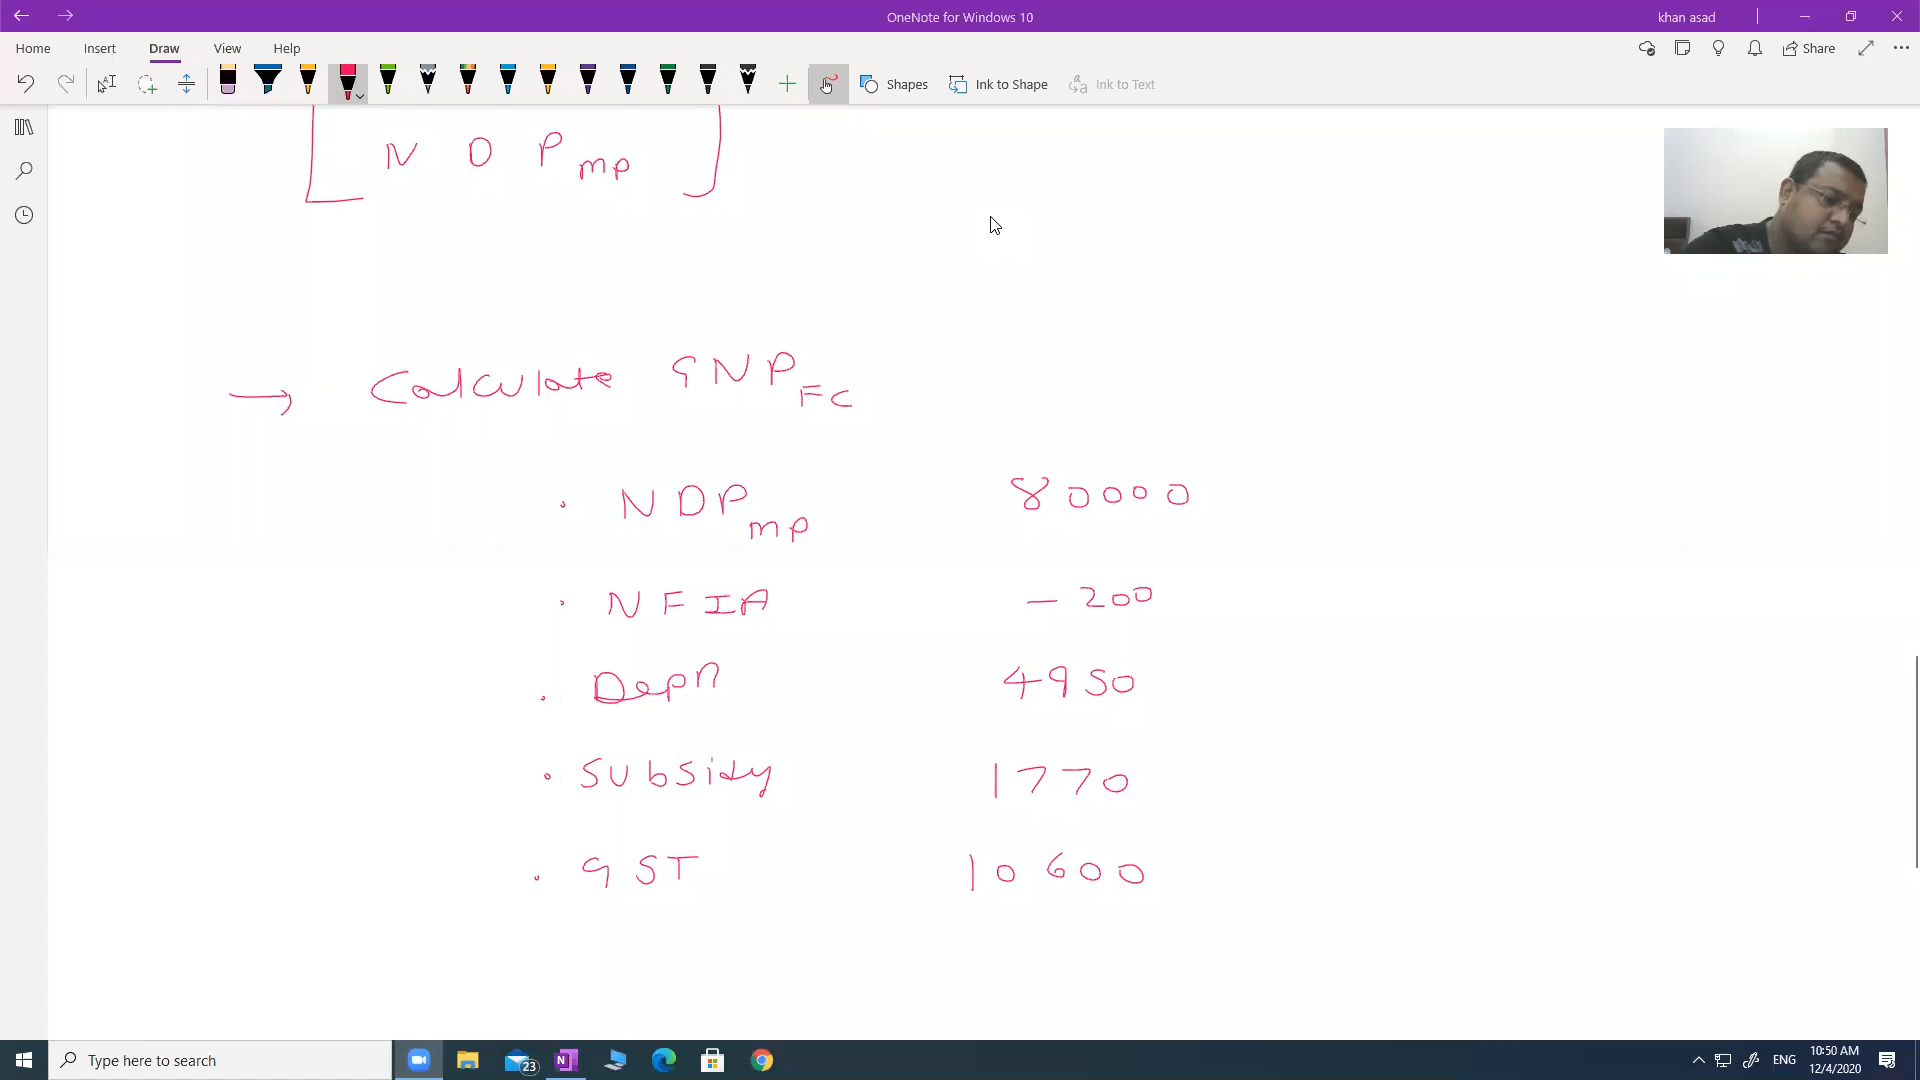 OneNote for Windows 10
khan asad
Home Insert Draw View Help
Share
Shapes Ink to Shape Ink to Text
N D P mp
→ Calculate GNP FC
· NDP mp 80000
· NFIA - 200
· Depn 4950
· Subsidy 1770
· GST 10600
Type here to search
23
N
ENG
10:50 AM
12/4/2020